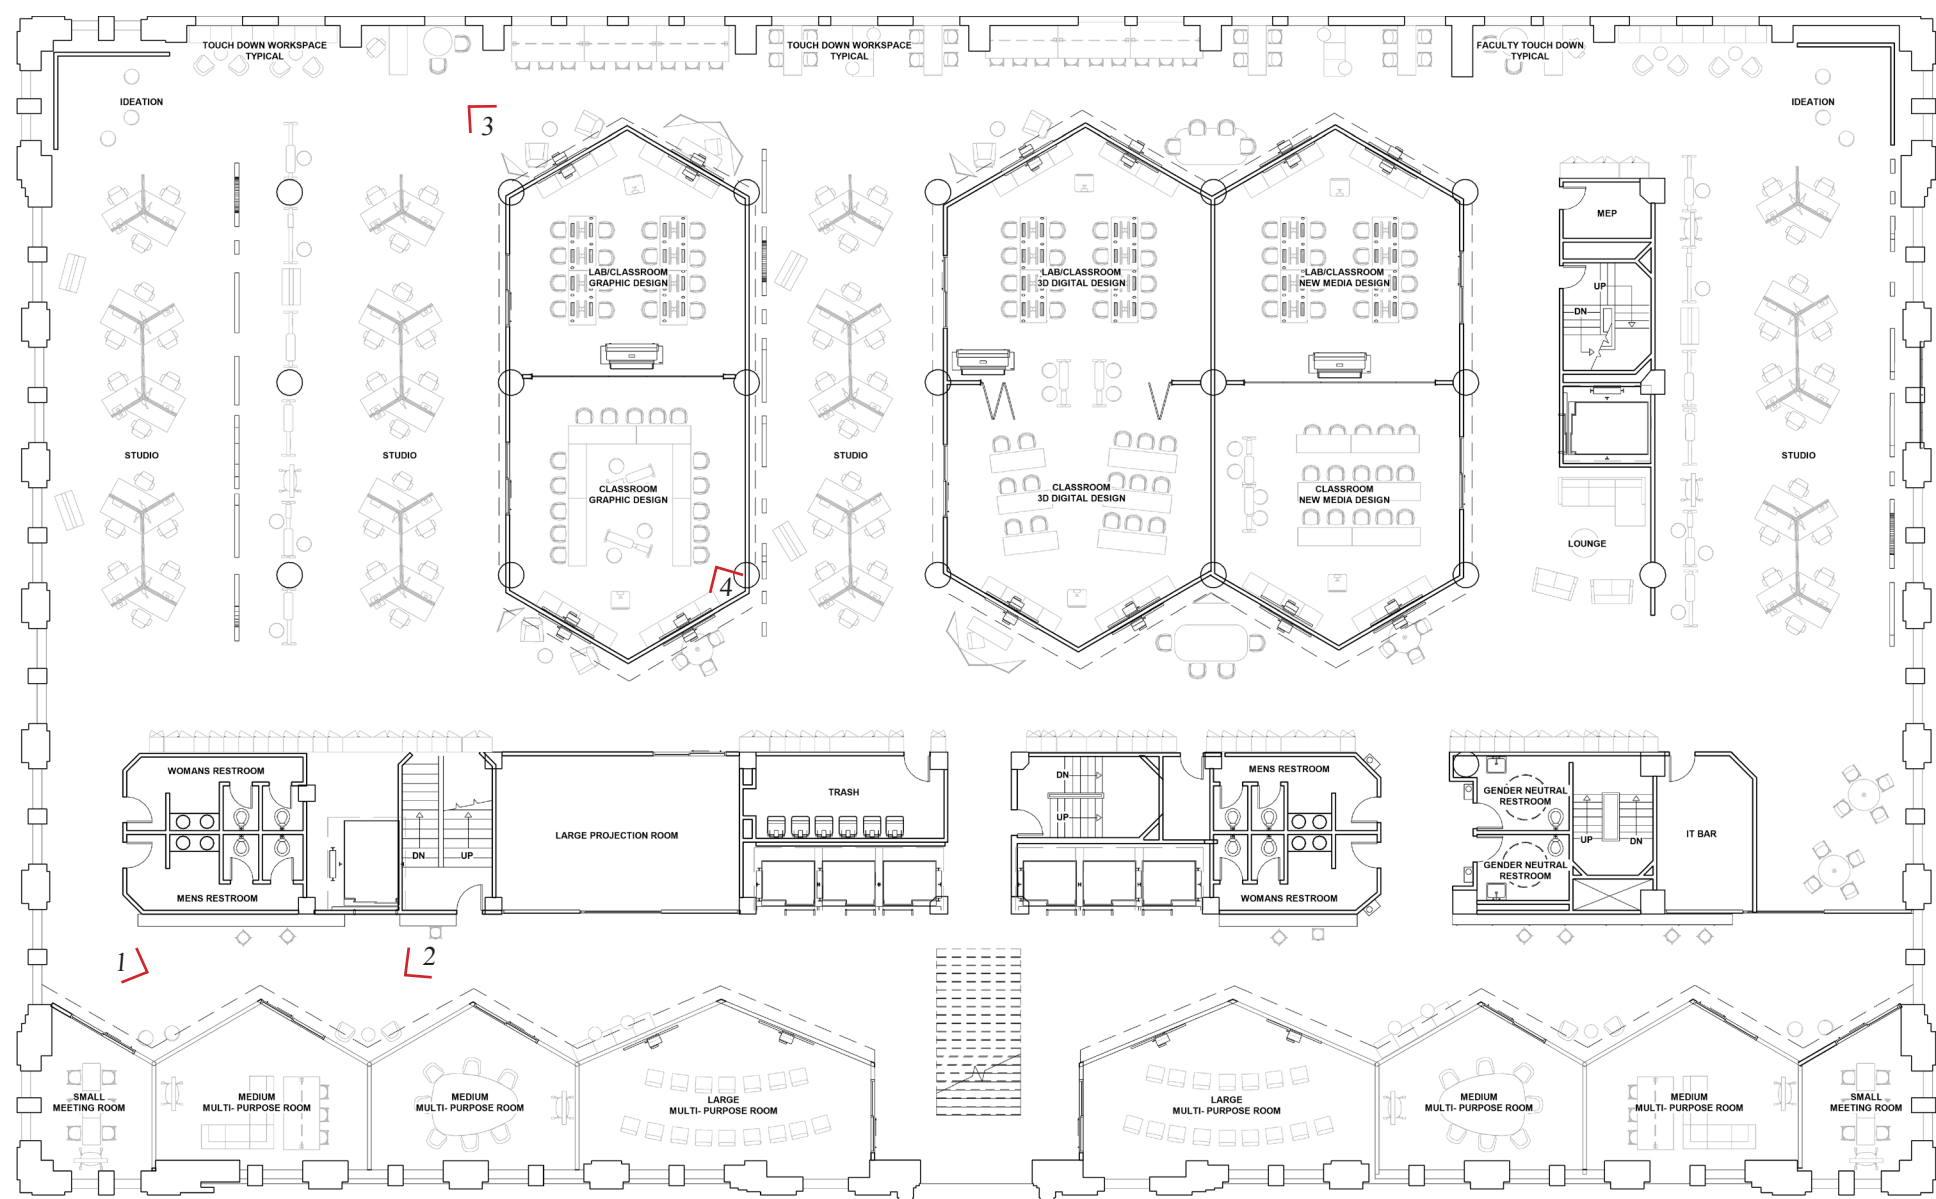 TOUCH DOWN WORKSPACE
TYPICAL
TOUCH DOWN WORKSPACE
TYPICAL
FACULTY TOUCH DOWN
TYPICAL
IDEATION
IDEATION
3
MEP
LAB/CLASSROOM
GRAPHIC DESIGN
LAB/CLASSROOM
3D DIGITAL DESIGN
LAB/CLASSROOM
NEW MEDIA DESIGN
UP
DN
STUDIO
STUDIO
STUDIO
STUDIO
CLASSROOM
GRAPHIC DESIGN
CLASSROOM
3D DIGITAL DESIGN
CLASSROOM
NEW MEDIA DESIGN
LOUNGE
4
WOMANS RESTROOM
MENS RESTROOM
DN
UP
LARGE PROJECTION ROOM
TRASH
DN
UP
MENS RESTROOM
WOMANS RESTROOM
GENDER NEUTRAL
RESTROOM
GENDER NEUTRAL
RESTROOM
UP
DN
IT BAR
1
2
SMALL
MEETING ROOM
MEDIUM
MULTI- PURPOSE ROOM
MEDIUM
MULTI- PURPOSE ROOM
LARGE
MULTI- PURPOSE ROOM
LARGE
MULTI- PURPOSE ROOM
MEDIUM
MULTI- PURPOSE ROOM
MEDIUM
MULTI- PURPOSE ROOM
SMALL
MEETING ROOM